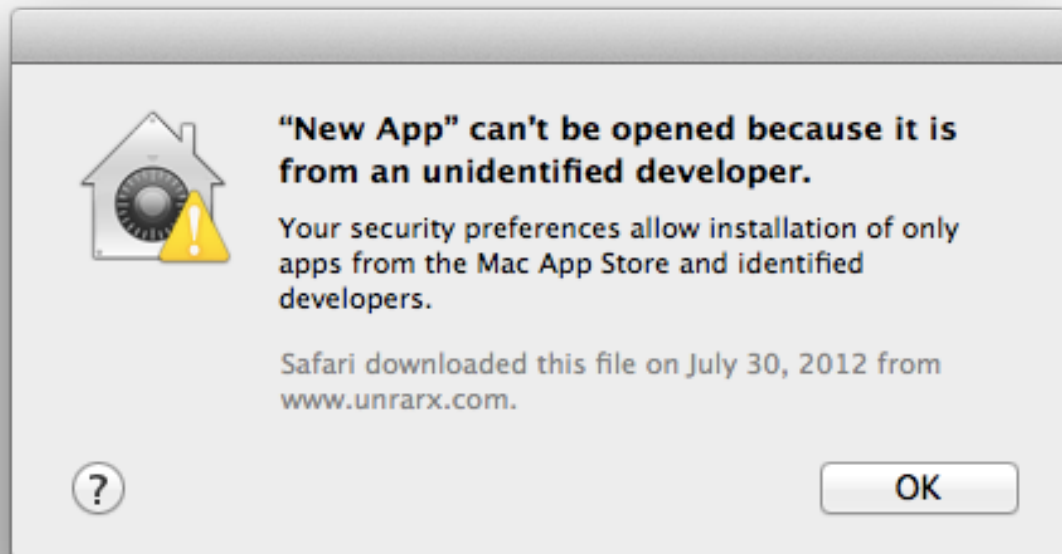 “New App” can’t be opened because it is
from an unidentified developer.
Your security preferences allow installation of only
apps from the Mac App Store and identified
developers.
Safari downloaded this file on July 30, 2012 from
www.unrarx.com.
?
OK